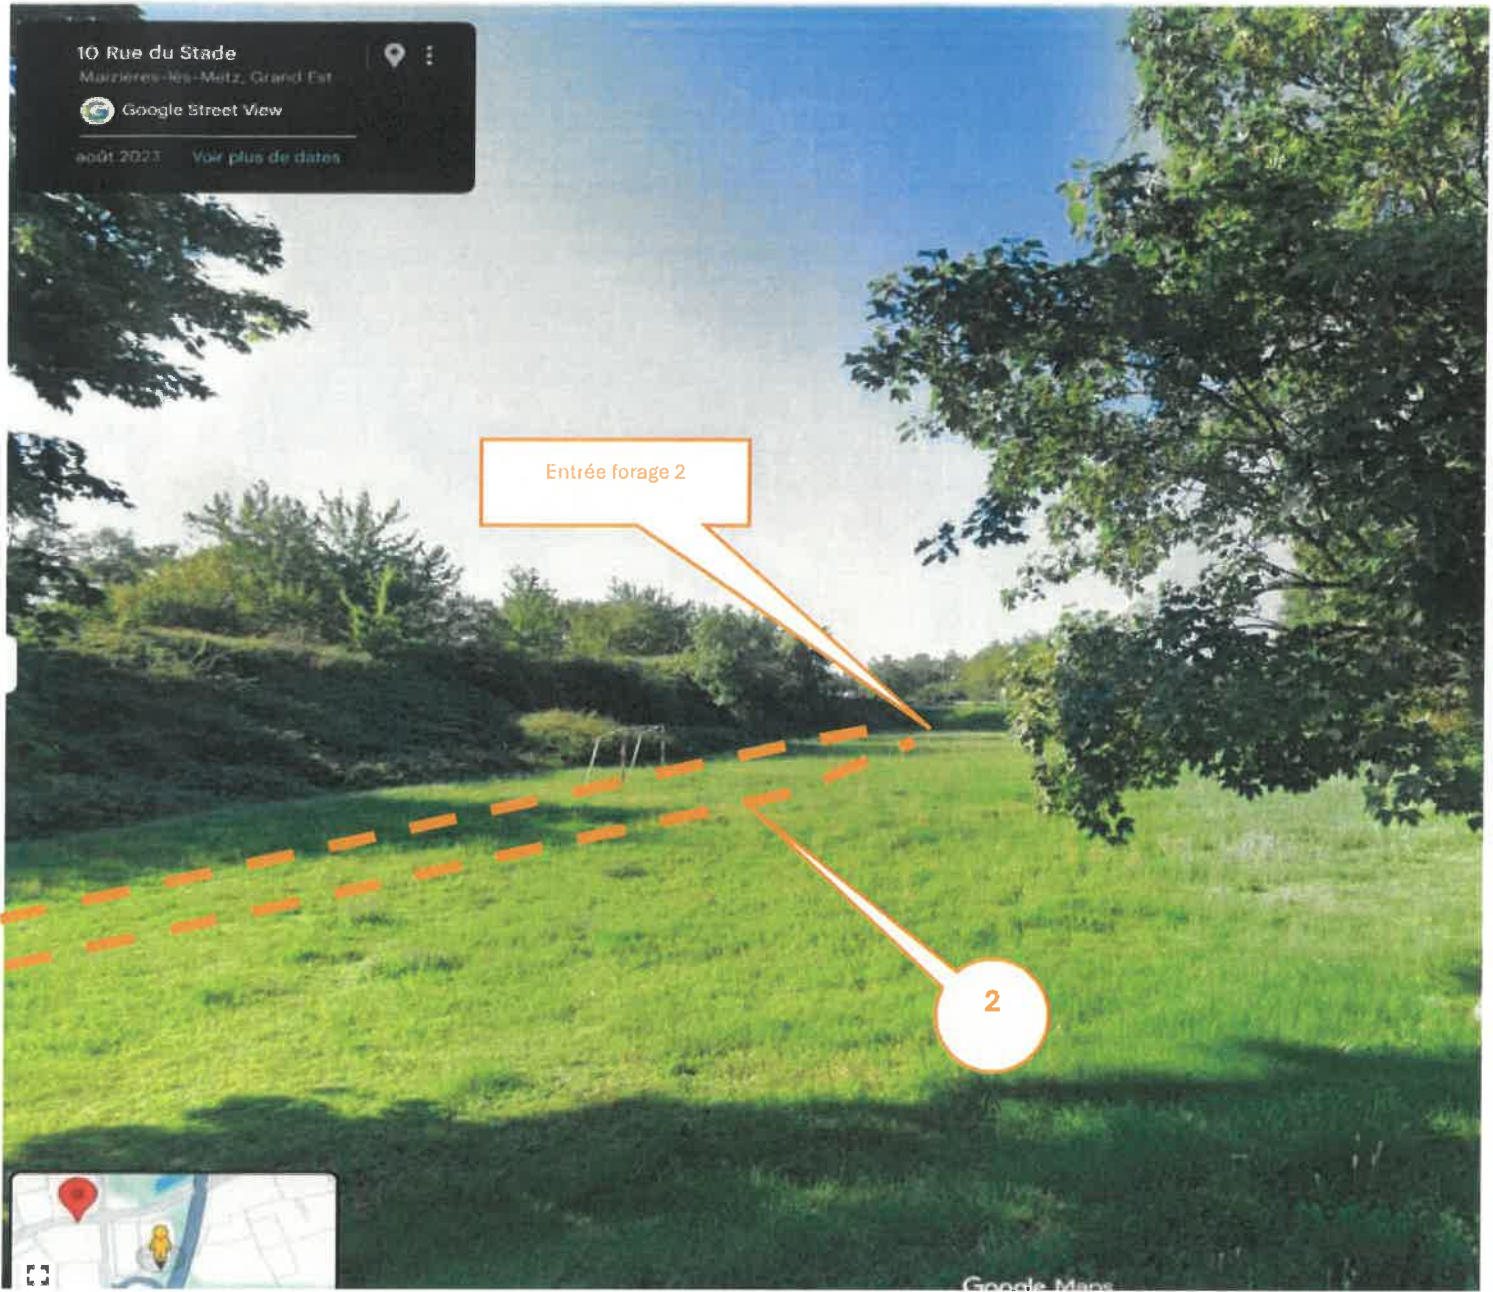 10 Rue du Stade
Maizières-lès-Metz, Grand Est
Google Street View
août 2023 Voir plus de dates
Entrée forage 2
2
Google Maps